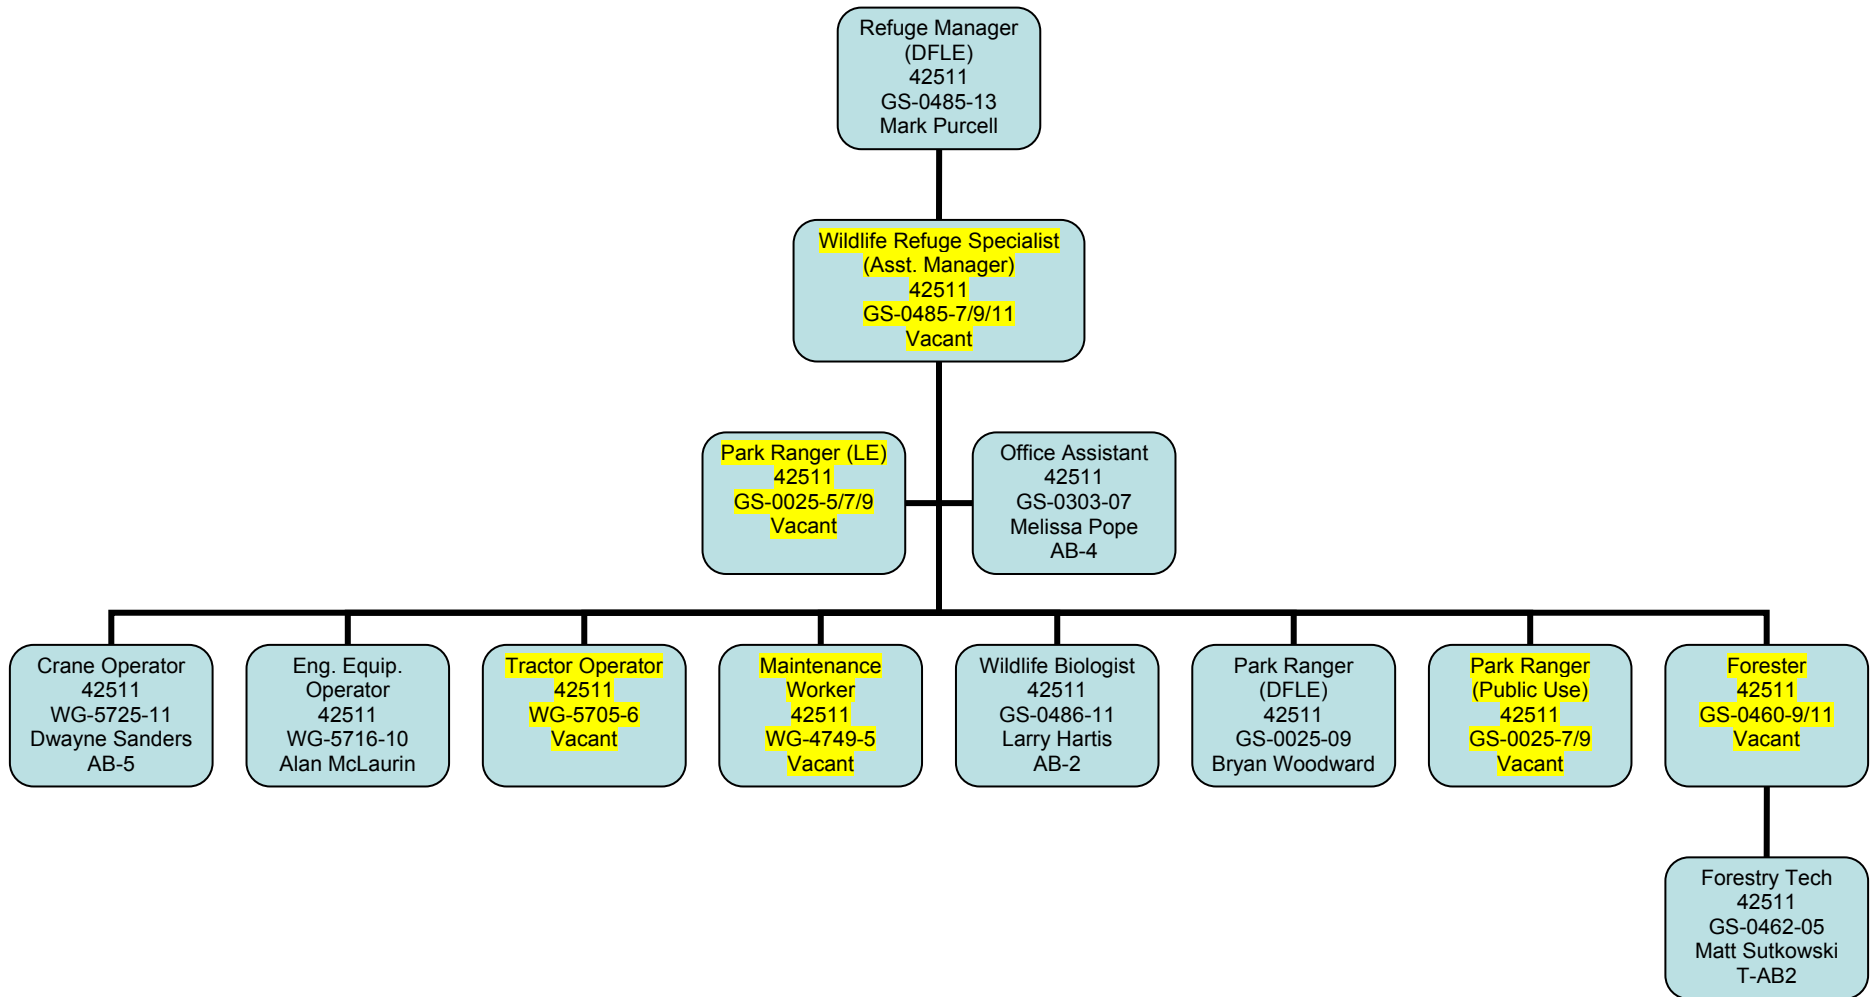 Refuge Manager
(DFLE)
42511
GS-0485-13
Mark Purcell
Wildlife Refuge Specialist
(Asst. Manager)
42511
GS-0485-7/9/11
Vacant
Park Ranger (LE)
42511
GS-0025-5/7/9
Vacant
Office Assistant
42511
GS-0303-07
Melissa Pope
AB-4
Crane Operator
42511
WG-5725-11
Dwayne Sanders
AB-5
Eng. Equip.
Operator
42511
WG-5716-10
Alan McLaurin
Tractor Operator
42511
WG-5705-6
Vacant
Maintenance
Worker
42511
WG-4749-5
Vacant
Wildlife Biologist
42511
GS-0486-11
Larry Hartis
AB-2
Park Ranger
(DFLE)
42511
GS-0025-09
Bryan Woodward
Park Ranger
(Public Use)
42511
GS-0025-7/9
Vacant
Forester
42511
GS-0460-9/11
Vacant
Forestry Tech
42511
GS-0462-05
Matt Sutkowski
T-AB2